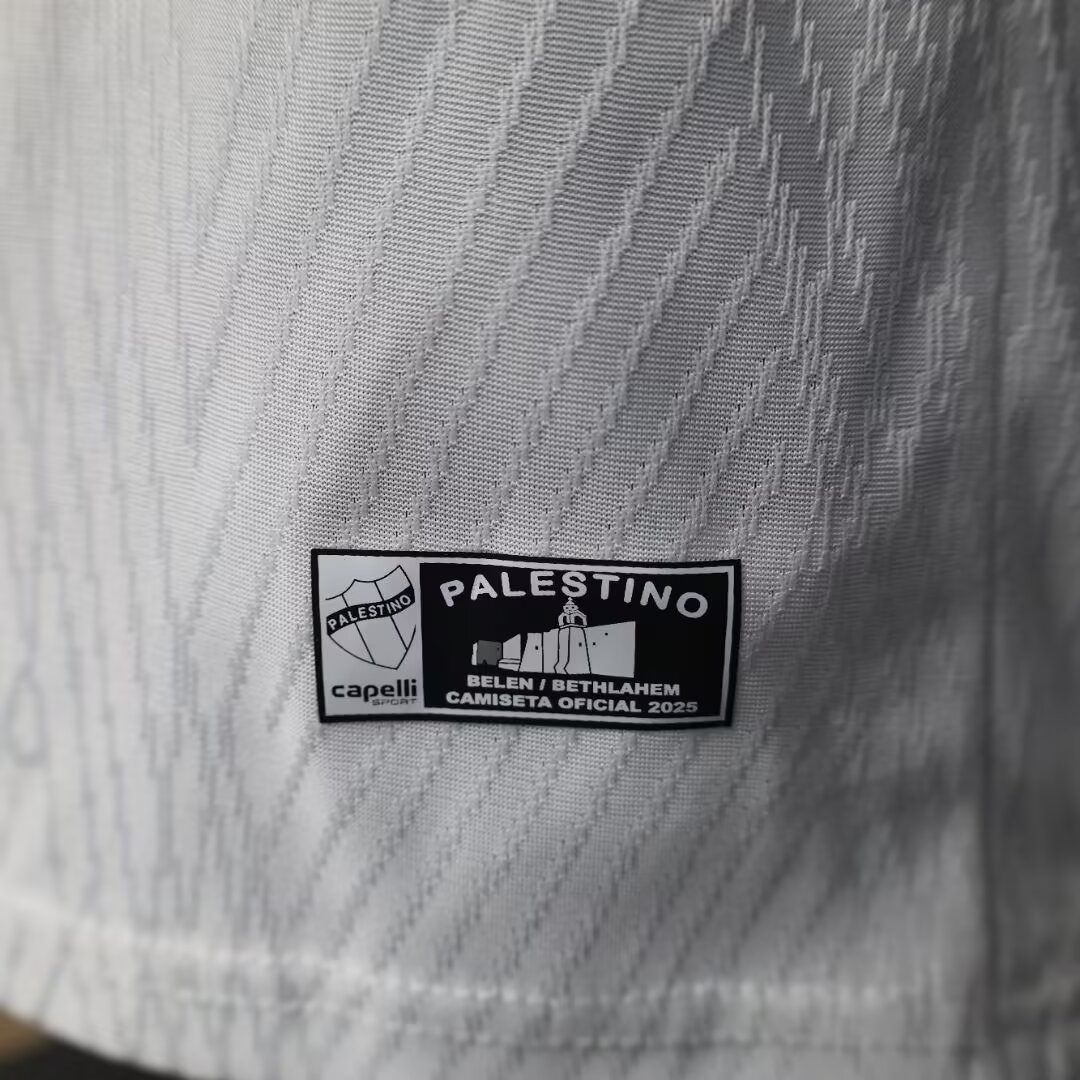 PALESTINO
capelli
SPORT
PALESTINO
BELEN / BETHLAHEM
CAMISETA OFICIAL 2025